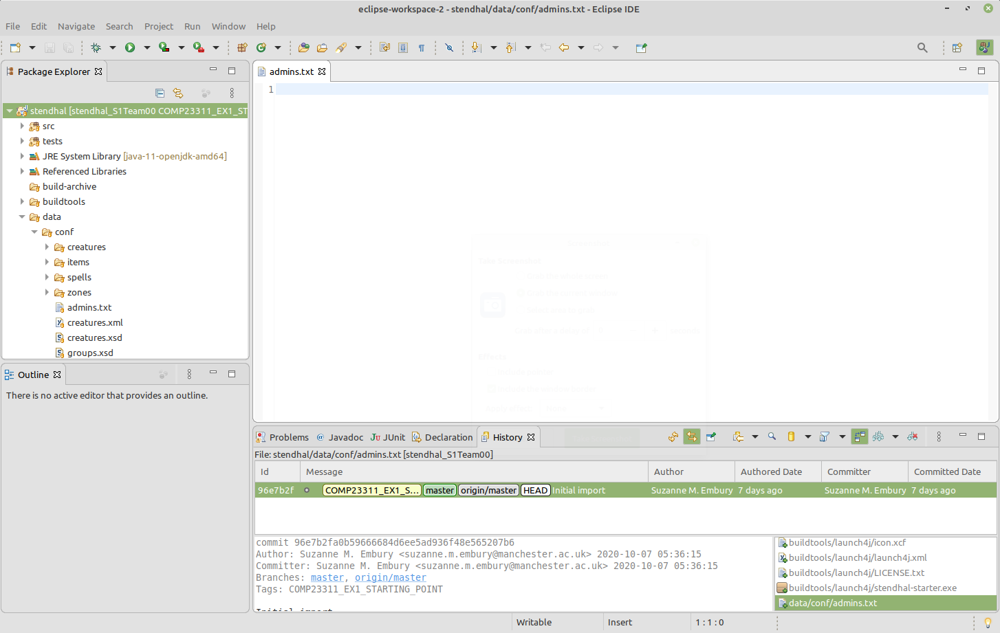 eclipse-workspace-2 - stendhal/data/conf/admins.txt - Eclipse IDE
File Edit Navigate Search Project Run Window Help
Package Explorer
admins.txt
1
stendhal [stendhal_S1Team00 COMP23311_EX1_ST
src
tests
JRE System Library [java-11-openjdk-amd64]
Referenced Libraries
build-archive
buildtools
data
conf
creatures
items
spells
zones
admins.txt
creatures.xml
creatures.xsd
groups.xsd
Outline
There is no active editor that provides an outline.
Problems @ Javadoc Ju JUnit Declaration History
File: stendhal/data/conf/admins.txt [stendhal_S1Team00]
Id Message Author Authored Date Committer Committed Date
96e7b2f COMP23311_EX1_S... master origin/master HEAD Initial import Suzanne M. Embury 7 days ago Suzanne M. Embury 7 days ago
commit 96e7b2fa0b59666684d6ee5ad936f48e565207b6
Author: Suzanne M. Embury <suzanne.m.embury@manchester.ac.uk> 2020-10-07 05:36:15
Committer: Suzanne M. Embury <suzanne.m.embury@manchester.ac.uk> 2020-10-07 05:36:15
Branches: master, origin/master
Tags: COMP23311_EX1_STARTING_POINT
Initial import
buildtools/launch4j/icon.xcf
buildtools/launch4j/launch4j.xml
buildtools/launch4j/LICENSE.txt
buildtools/launch4j/stendhal-starter.exe
data/conf/admins.txt
Writable Insert 1 : 1 : 0